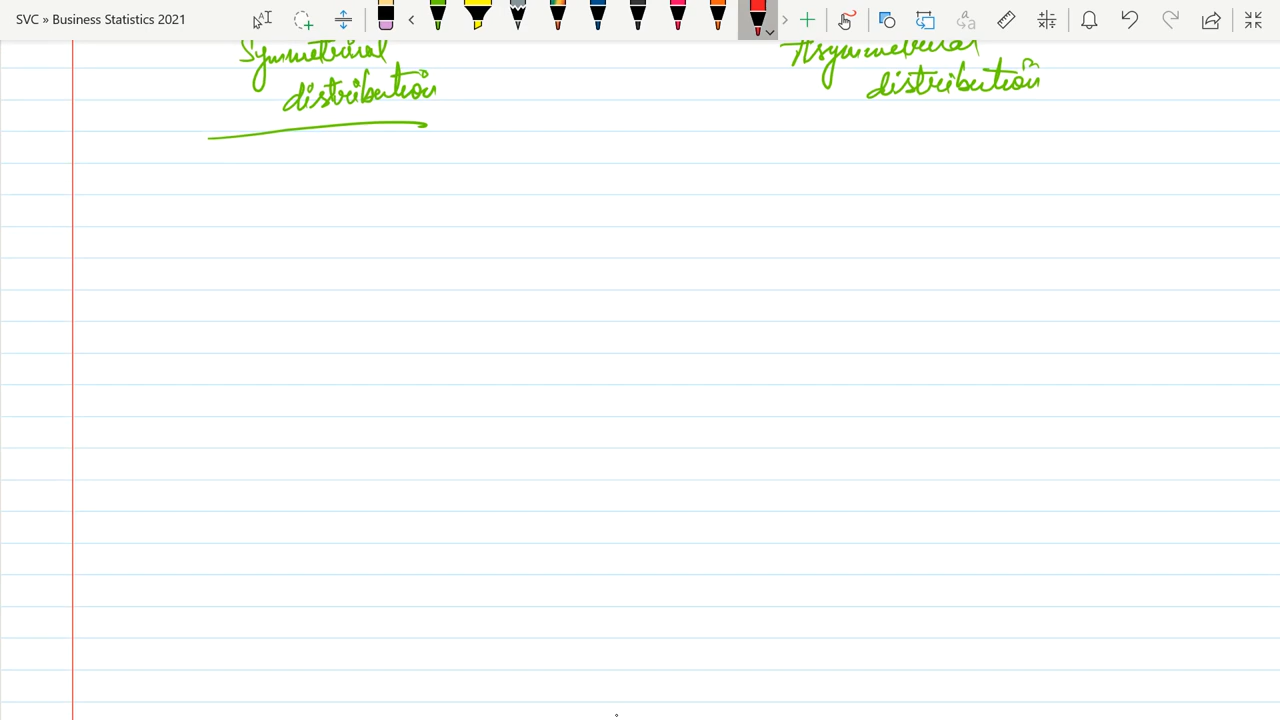 SVC » Business Statistics 2021
Symmetrical
distribution
Asymmetrical
distribution